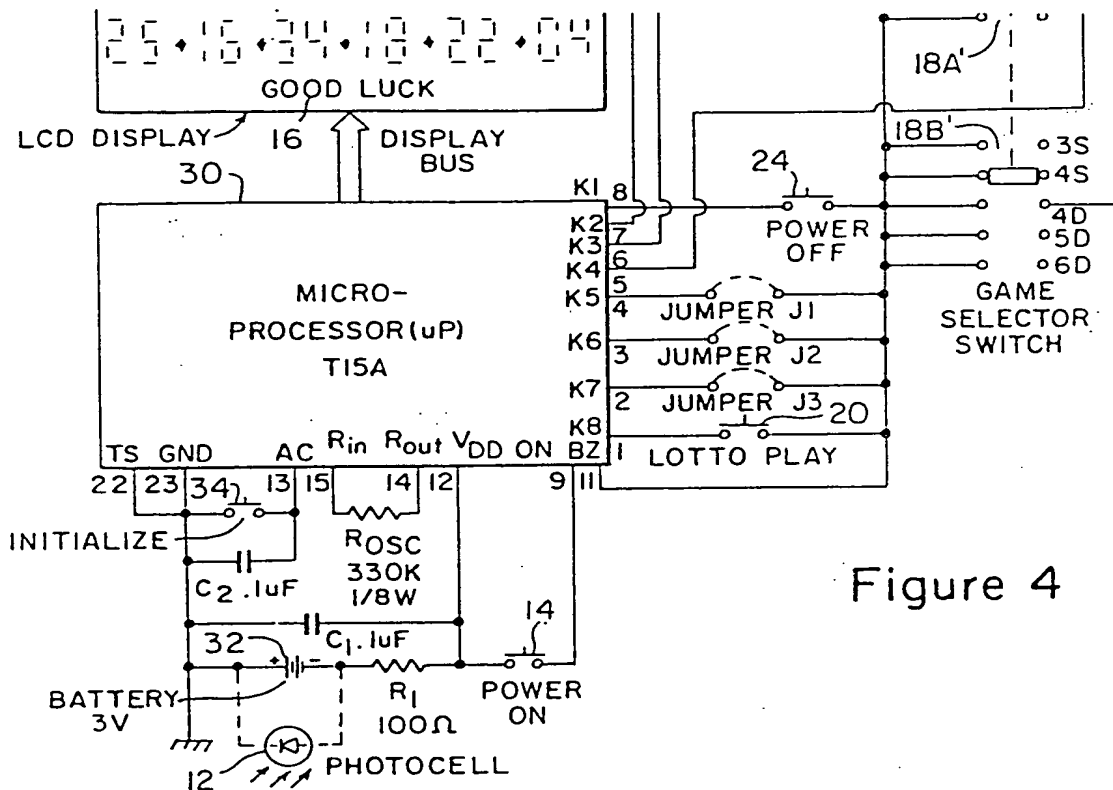 25 • 16 • 34 • 18 • 22 • 04
GOOD LUCK
LCD DISPLAY
16
DISPLAY
BUS
30
18A'
18B'
3S
4S
4D
5D
6D
GAME
SELECTOR
SWITCH
24
POWER
OFF
K1
8
K2
7
K3
6
K4
5
K5
4
JUMPER J1
K6
3
JUMPER J2
K7
2
JUMPER J3
20
K8
1
LOTTO PLAY
MICRO-
PROCESSOR (uP)
T15A
TS GND AC Rin Rout VDD ON BZ
22 23 34 13 15 14 12 9 11
INITIALIZE
C2 .1uF
ROSC
330K
1/8W
C1 .1uF
14
POWER
ON
32
+ -
BATTERY
3V
R1
100Ω
12
PHOTOCELL
Figure 4